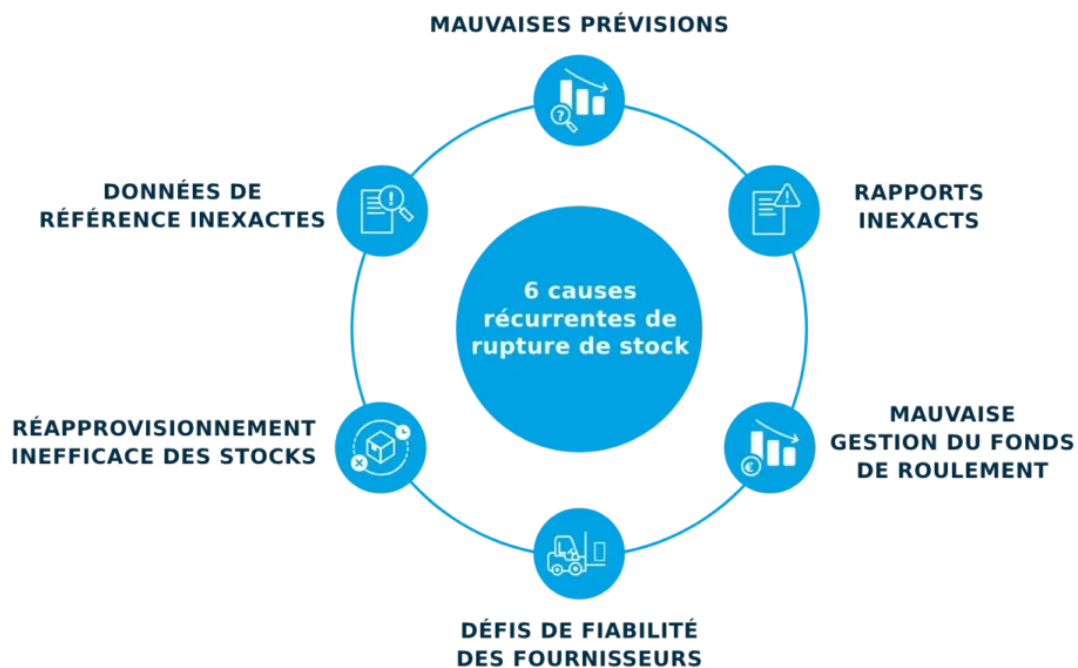 MAUVAISES PRÉVISIONS
RAPPORTS
INEXACTS
MAUVAISE
GESTION DU FONDS
DE ROULEMENT
DÉFIS DE FIABILITÉ
DES FOURNISSEURS
RÉAPPROVISIONNEMENT
INEFFICACE DES STOCKS
DONNÉES DE
RÉFÉRENCE INEXACTES
6 causes
récurrentes de
rupture de stock